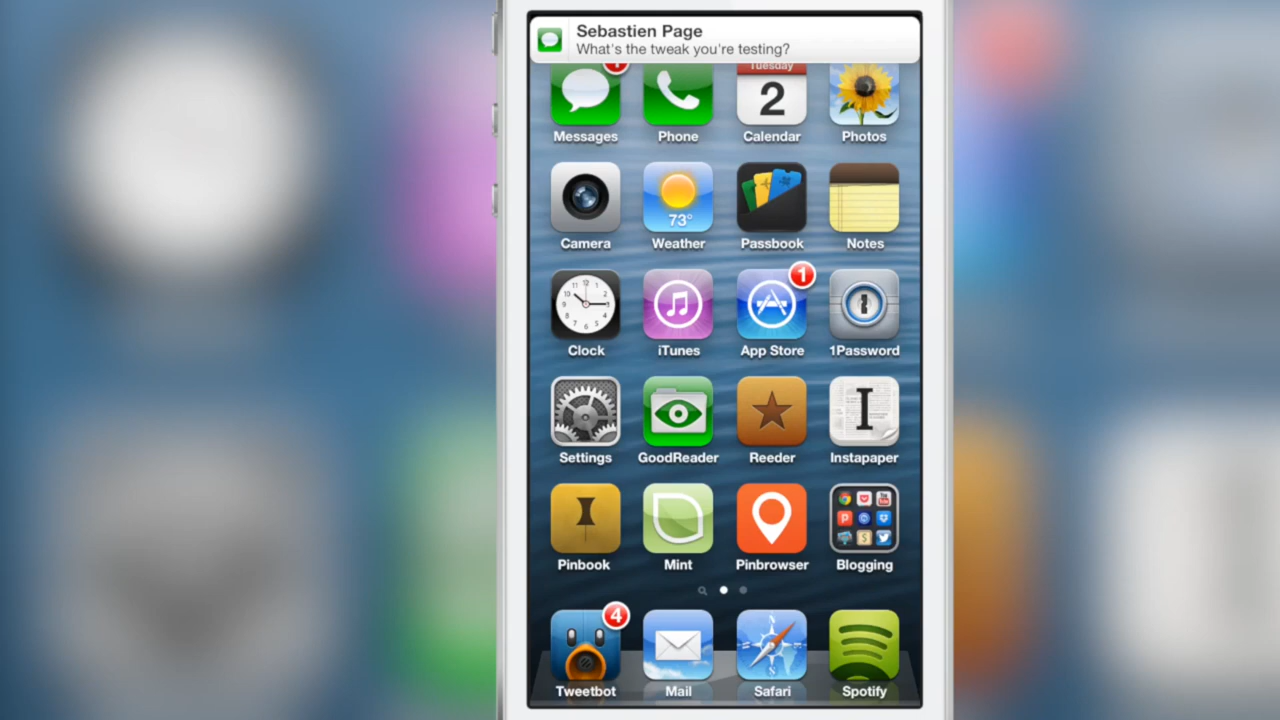 Sebastien Page
What's the tweak you're testing?
Tuesday
2
Messages
Phone
Calendar
Photos
73°
Camera
Weather
Passbook
Notes
1
Clock
iTunes
App Store
1Password
I
Settings
GoodReader
Reeder
Instapaper
Pinbook
Mint
Pinbrowser
Blogging
4
Tweetbot
Mail
Safari
Spotify